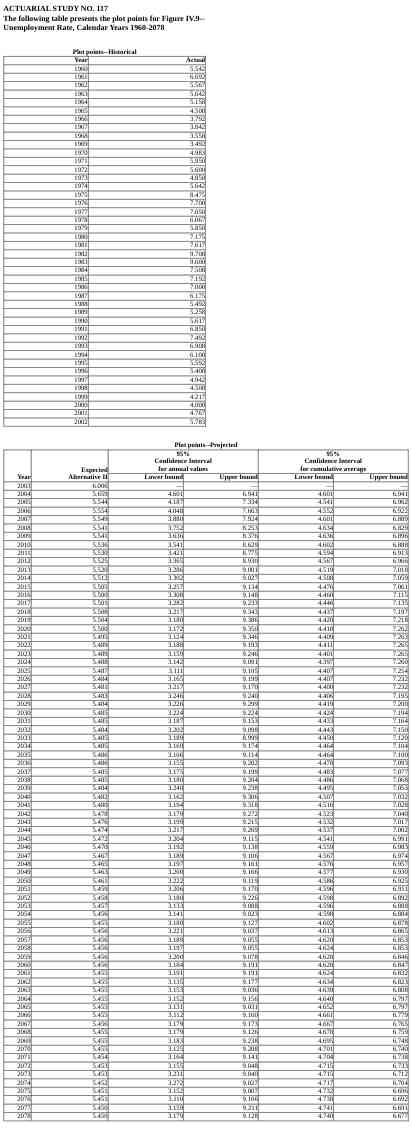 ACTUARIAL STUDY NO. 117
The following table presents the plot points for Figure IV.9--
Unemployment Rate, Calendar Years 1960-2078
Plot points--Historical
Year Actual
1960 5.542
1961 6.692
1962 5.567
1963 5.642
1964 5.158
1965 4.508
1966 3.792
1967 3.842
1968 3.558
1969 3.492
1970 4.983
1971 5.950
1972 5.600
1973 4.858
1974 5.642
1975 8.475
1976 7.700
1977 7.050
1978 6.067
1979 5.850
1980 7.175
1981 7.617
1982 9.708
1983 9.600
1984 7.508
1985 7.192
1986 7.000
1987 6.175
1988 5.492
1989 5.258
1990 5.617
1991 6.850
1992 7.492
1993 6.908
1994 6.100
1995 5.592
1996 5.408
1997 4.942
1998 4.500
1999 4.217
2000 4.000
2001 4.767
2002 5.783
Plot points--Projected
95% 95%
Confidence Interval Confidence Interval
Expected for annual values for cumulative average
Year Alternative II Lower bound Upper bound Lower bound Upper bound
2003 6.006 — — — —
2004 5.659 4.601 6.941 4.601 6.941
2005 5.544 4.187 7.334 4.541 6.962
2006 5.554 4.048 7.663 4.552 6.922
2007 5.549 3.880 7.924 4.601 6.889
2008 5.541 3.752 8.253 4.634 6.829
2009 5.541 3.636 8.376 4.636 6.896
2010 5.536 3.541 8.629 4.602 6.888
2011 5.530 3.421 8.775 4.594 6.913
2012 5.525 3.365 8.930 4.567 6.966
2013 5.520 3.286 9.001 4.519 7.018
2014 5.512 3.302 9.027 4.508 7.059
2015 5.505 3.257 9.134 4.476 7.061
2016 5.500 3.308 9.148 4.460 7.115
2017 5.501 3.282 9.233 4.446 7.135
2018 5.508 3.217 9.343 4.437 7.197
2019 5.504 3.180 9.386 4.420 7.218
2020 5.500 3.172 9.350 4.418 7.262
2021 5.495 3.124 9.346 4.409 7.263
2022 5.489 3.188 9.193 4.411 7.265
2023 5.489 3.159 9.246 4.401 7.265
2024 5.488 3.142 9.091 4.397 7.260
2025 5.487 3.111 9.105 4.407 7.254
2026 5.484 3.165 9.199 4.407 7.232
2027 5.481 3.217 9.170 4.400 7.232
2028 5.483 3.246 9.240 4.406 7.195
2029 5.484 3.226 9.299 4.419 7.200
2030 5.485 3.224 9.224 4.424 7.194
2031 5.485 3.187 9.153 4.433 7.164
2032 5.485 3.202 9.098 4.443 7.150
2033 5.485 3.189 8.999 4.450 7.120
2034 5.485 3.169 9.174 4.464 7.104
2035 5.486 3.166 9.114 4.464 7.100
2036 5.486 3.155 9.202 4.470 7.093
2037 5.485 3.175 9.199 4.483 7.077
2038 5.485 3.180 9.204 4.486 7.068
2039 5.484 3.240 9.238 4.495 7.053
2040 5.482 3.162 9.306 4.507 7.032
2041 5.480 3.194 9.318 4.516 7.028
2042 5.478 3.170 9.272 4.523 7.040
2043 5.476 3.199 9.215 4.532 7.017
2044 5.474 3.217 9.269 4.537 7.002
2045 5.472 3.204 9.115 4.541 6.991
2046 5.470 3.192 9.138 4.559 6.983
2047 5.467 3.189 9.106 4.567 6.974
2048 5.465 3.197 9.161 4.576 6.957
2049 5.463 3.260 9.166 4.577 6.930
2050 5.461 3.222 9.119 4.586 6.925
2051 5.459 3.206 9.170 4.596 6.911
2052 5.458 3.180 9.226 4.598 6.892
2053 5.457 3.133 9.008 4.596 6.880
2054 5.456 3.141 9.023 4.598 6.884
2055 5.455 3.180 9.127 4.602 6.878
2056 5.456 3.221 9.037 4.613 6.865
2057 5.456 3.189 9.055 4.620 6.853
2058 5.455 3.197 9.054 4.628 6.853
2059 5.456 3.200 9.078 4.628 6.846
2060 5.456 3.184 9.191 4.628 6.847
2061 5.455 3.191 9.191 4.624 6.832
2062 5.455 3.135 9.177 4.634 6.823
2063 5.455 3.153 9.036 4.639 6.808
2064 5.455 3.152 9.156 4.640 6.797
2065 5.455 3.131 9.031 4.652 6.797
2066 5.455 3.112 9.160 4.661 6.779
2067 5.456 3.179 9.173 4.667 6.765
2068 5.455 3.179 9.126 4.678 6.759
2069 5.455 3.183 9.238 4.695 6.748
2070 5.455 3.125 9.208 4.701 6.740
2071 5.454 3.164 9.141 4.704 6.738
2072 5.453 3.155 9.048 4.715 6.733
2073 5.453 3.231 9.040 4.715 6.712
2074 5.452 3.272 9.027 4.717 6.704
2075 5.451 3.152 9.007 4.732 6.696
2076 5.451 3.110 9.106 4.738 6.692
2077 5.450 3.159 9.211 4.741 6.691
2078 5.450 3.179 9.128 4.740 6.677